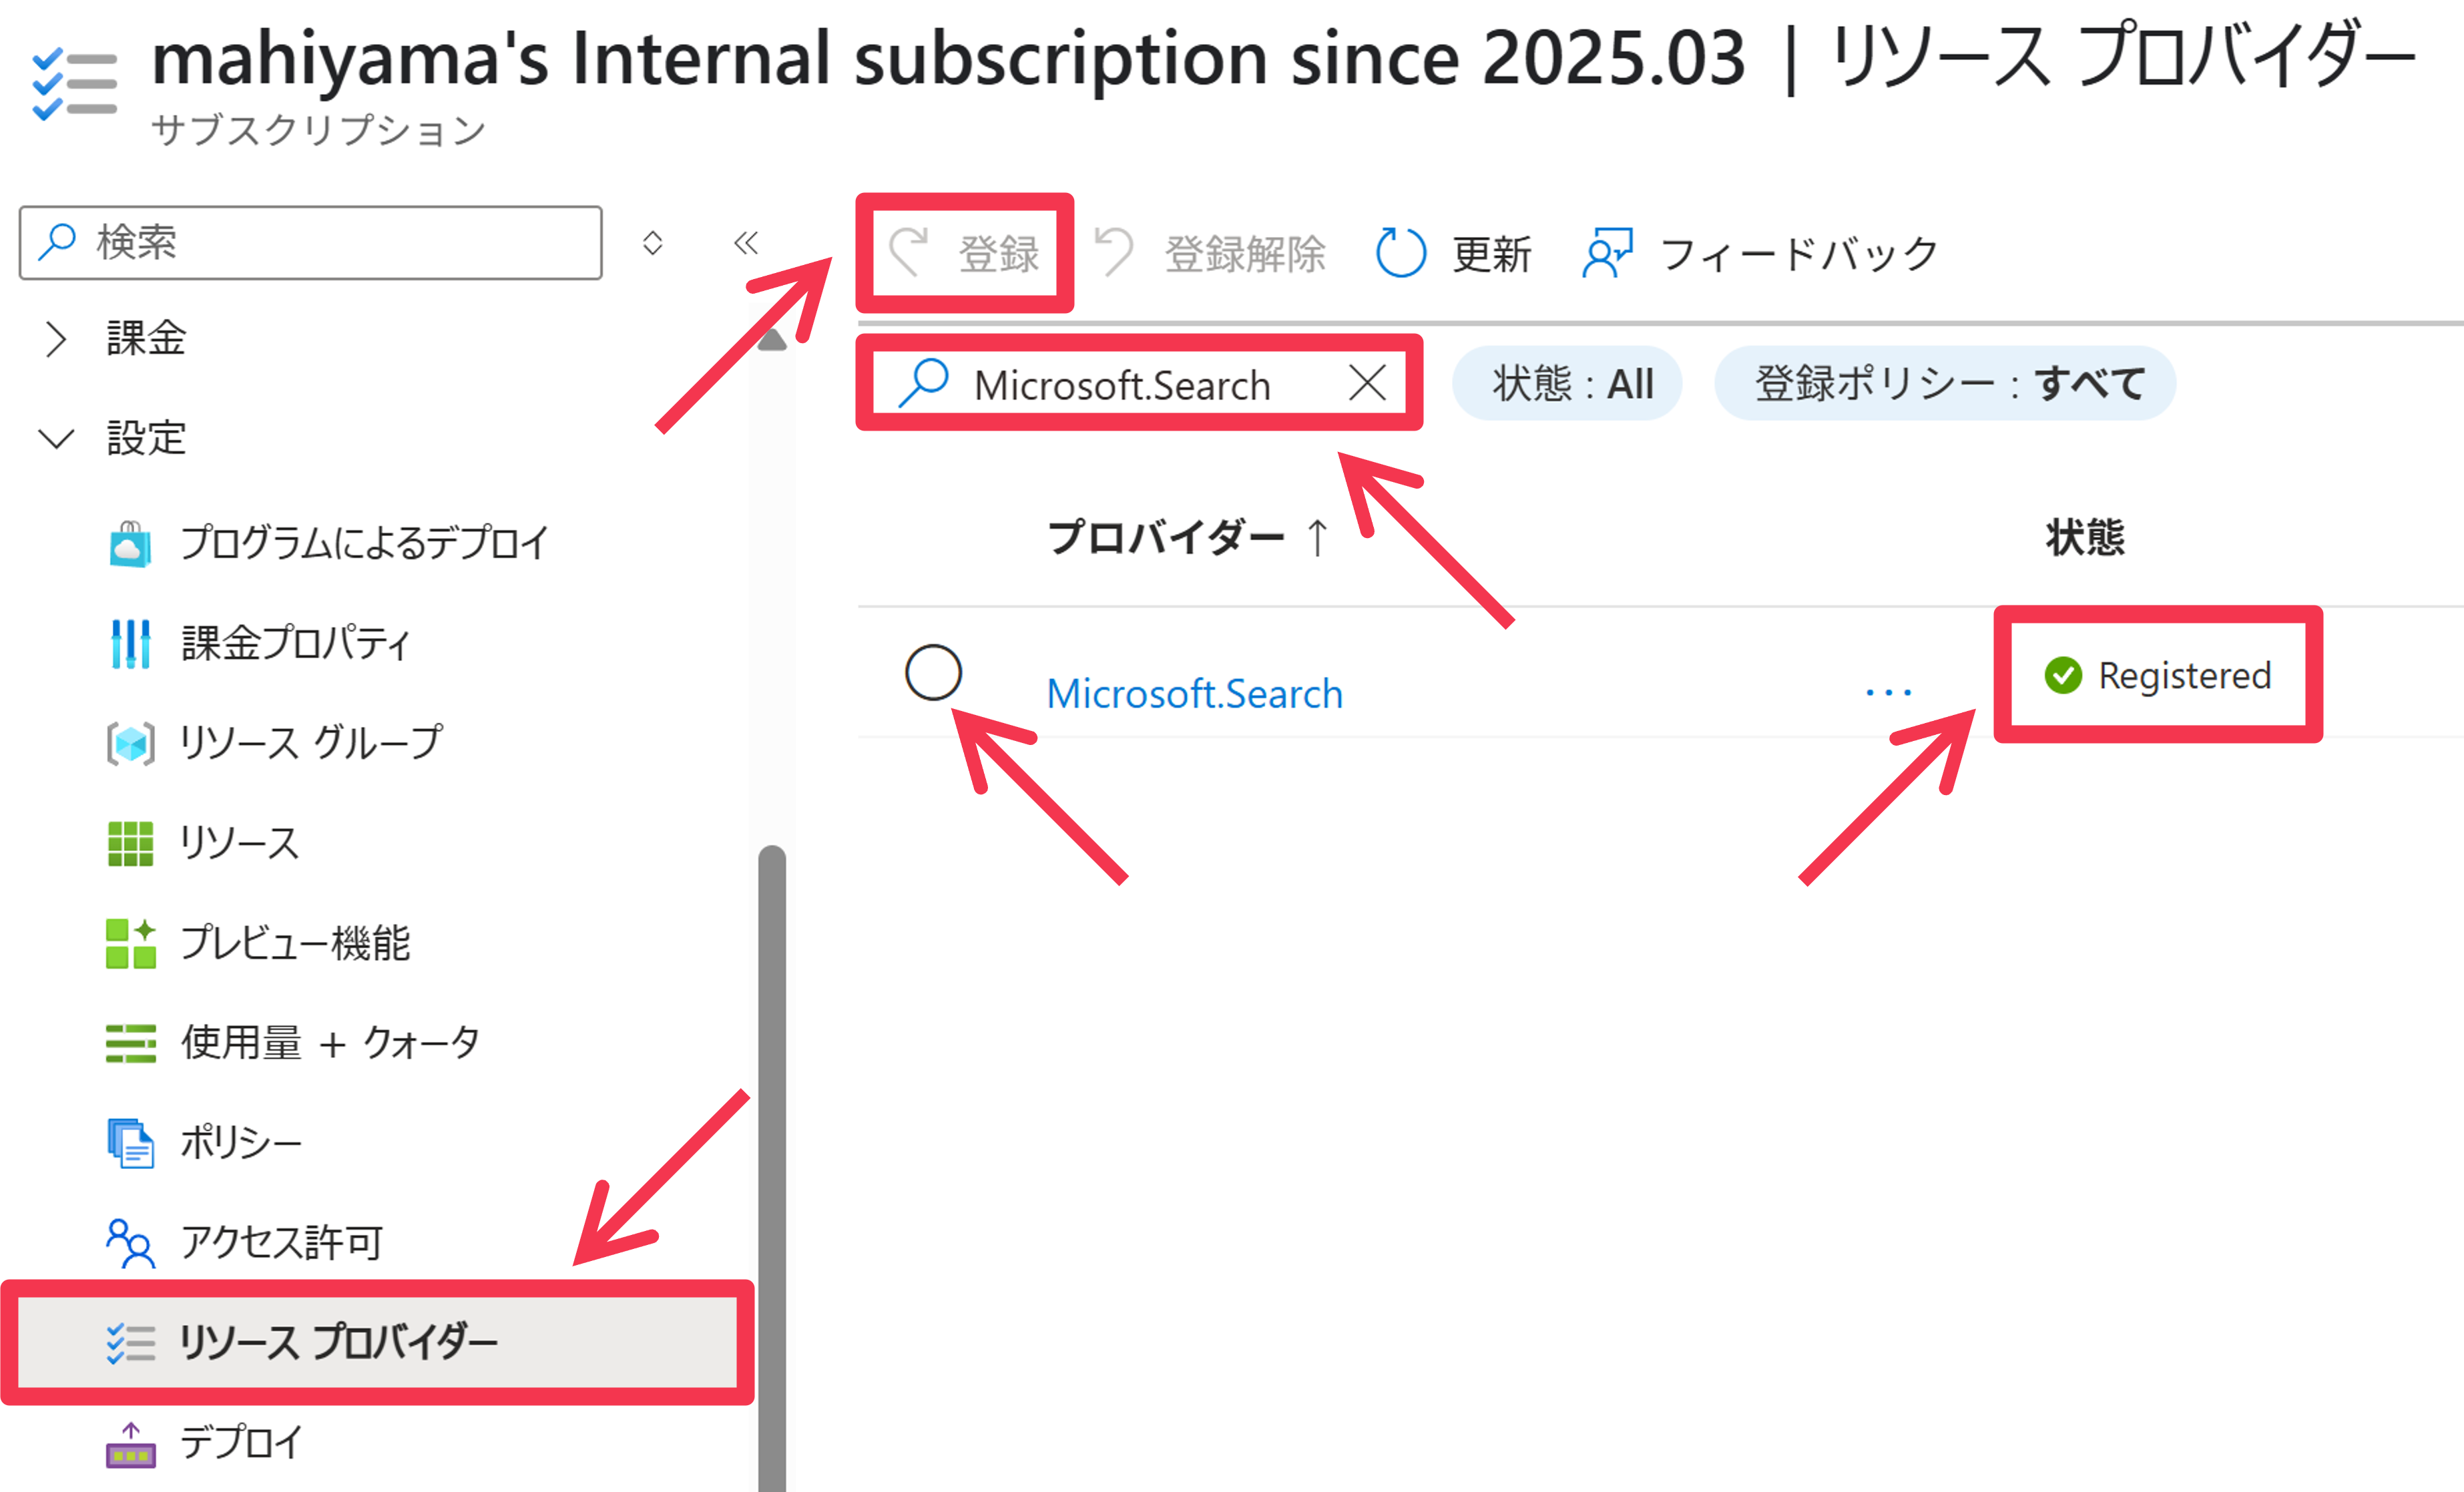 mahiyama's Internal subscription since 2025.03 | リソース プロバイダー
サブスクリプション
検索
課金
設定
プログラムによるデプロイ
課金プロパティ
リソース グループ
リソース
プレビュー機能
使用量 + クォータ
ポリシー
アクセス許可
リソース プロバイダー
デプロイ
登録 登録解除 更新 フィードバック
Microsoft.Search 状態 : All 登録ポリシー : すべて
プロバイダー ↑ 状態
Microsoft.Search ... Registered